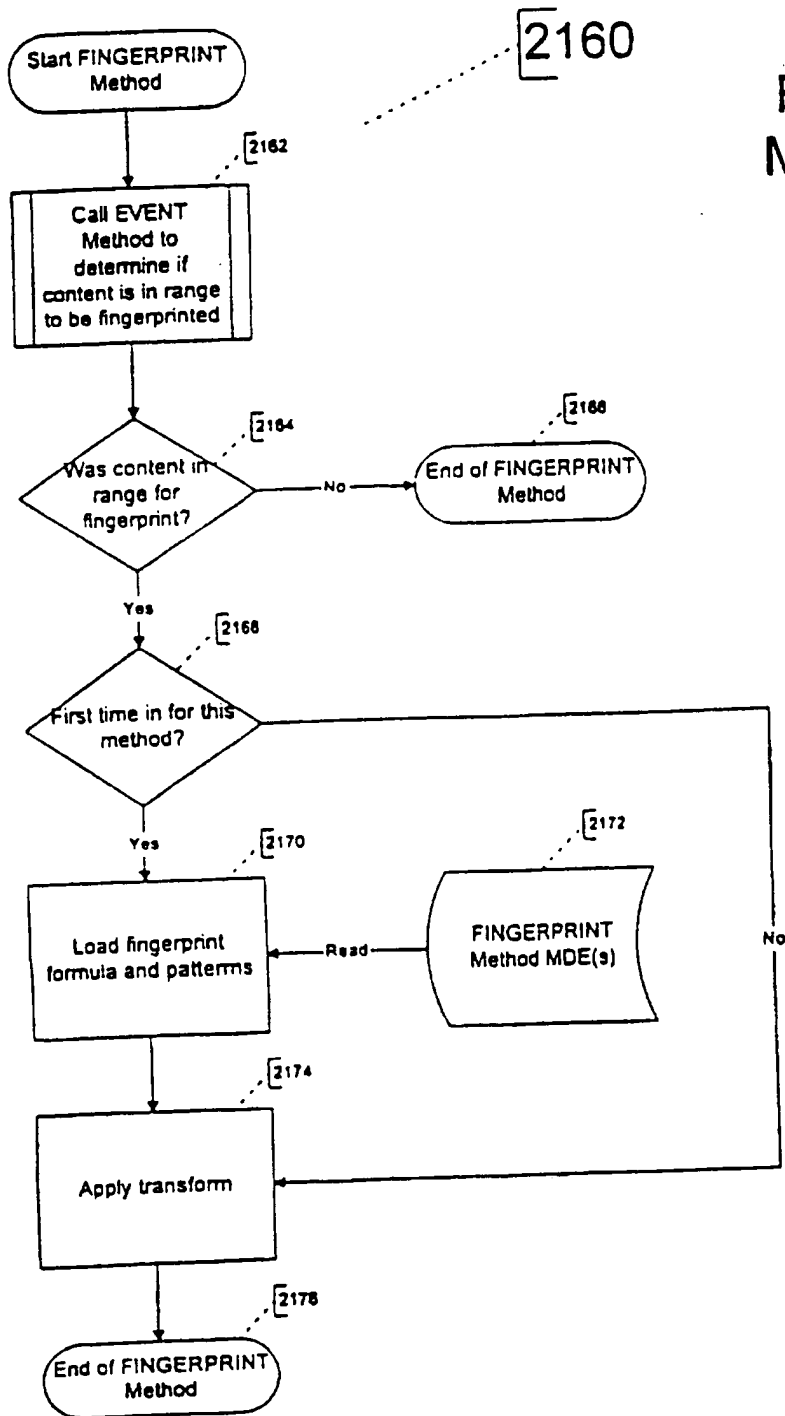 2160
Start FINGERPRINT
Method
2162
Call EVENT
Method to
determine if
content is in range
to be fingerprinted
2164
Was content in
range for
fingerprint?
No
2166
End of FINGERPRINT
Method
Yes
2168
First time in for this
method?
Yes
2170
Load fingerprint
formula and patterms
Read
2172
FINGERPRINT
Method MDE(s)
No
2174
Apply transform
2178
End of FINGERPRINT
Method